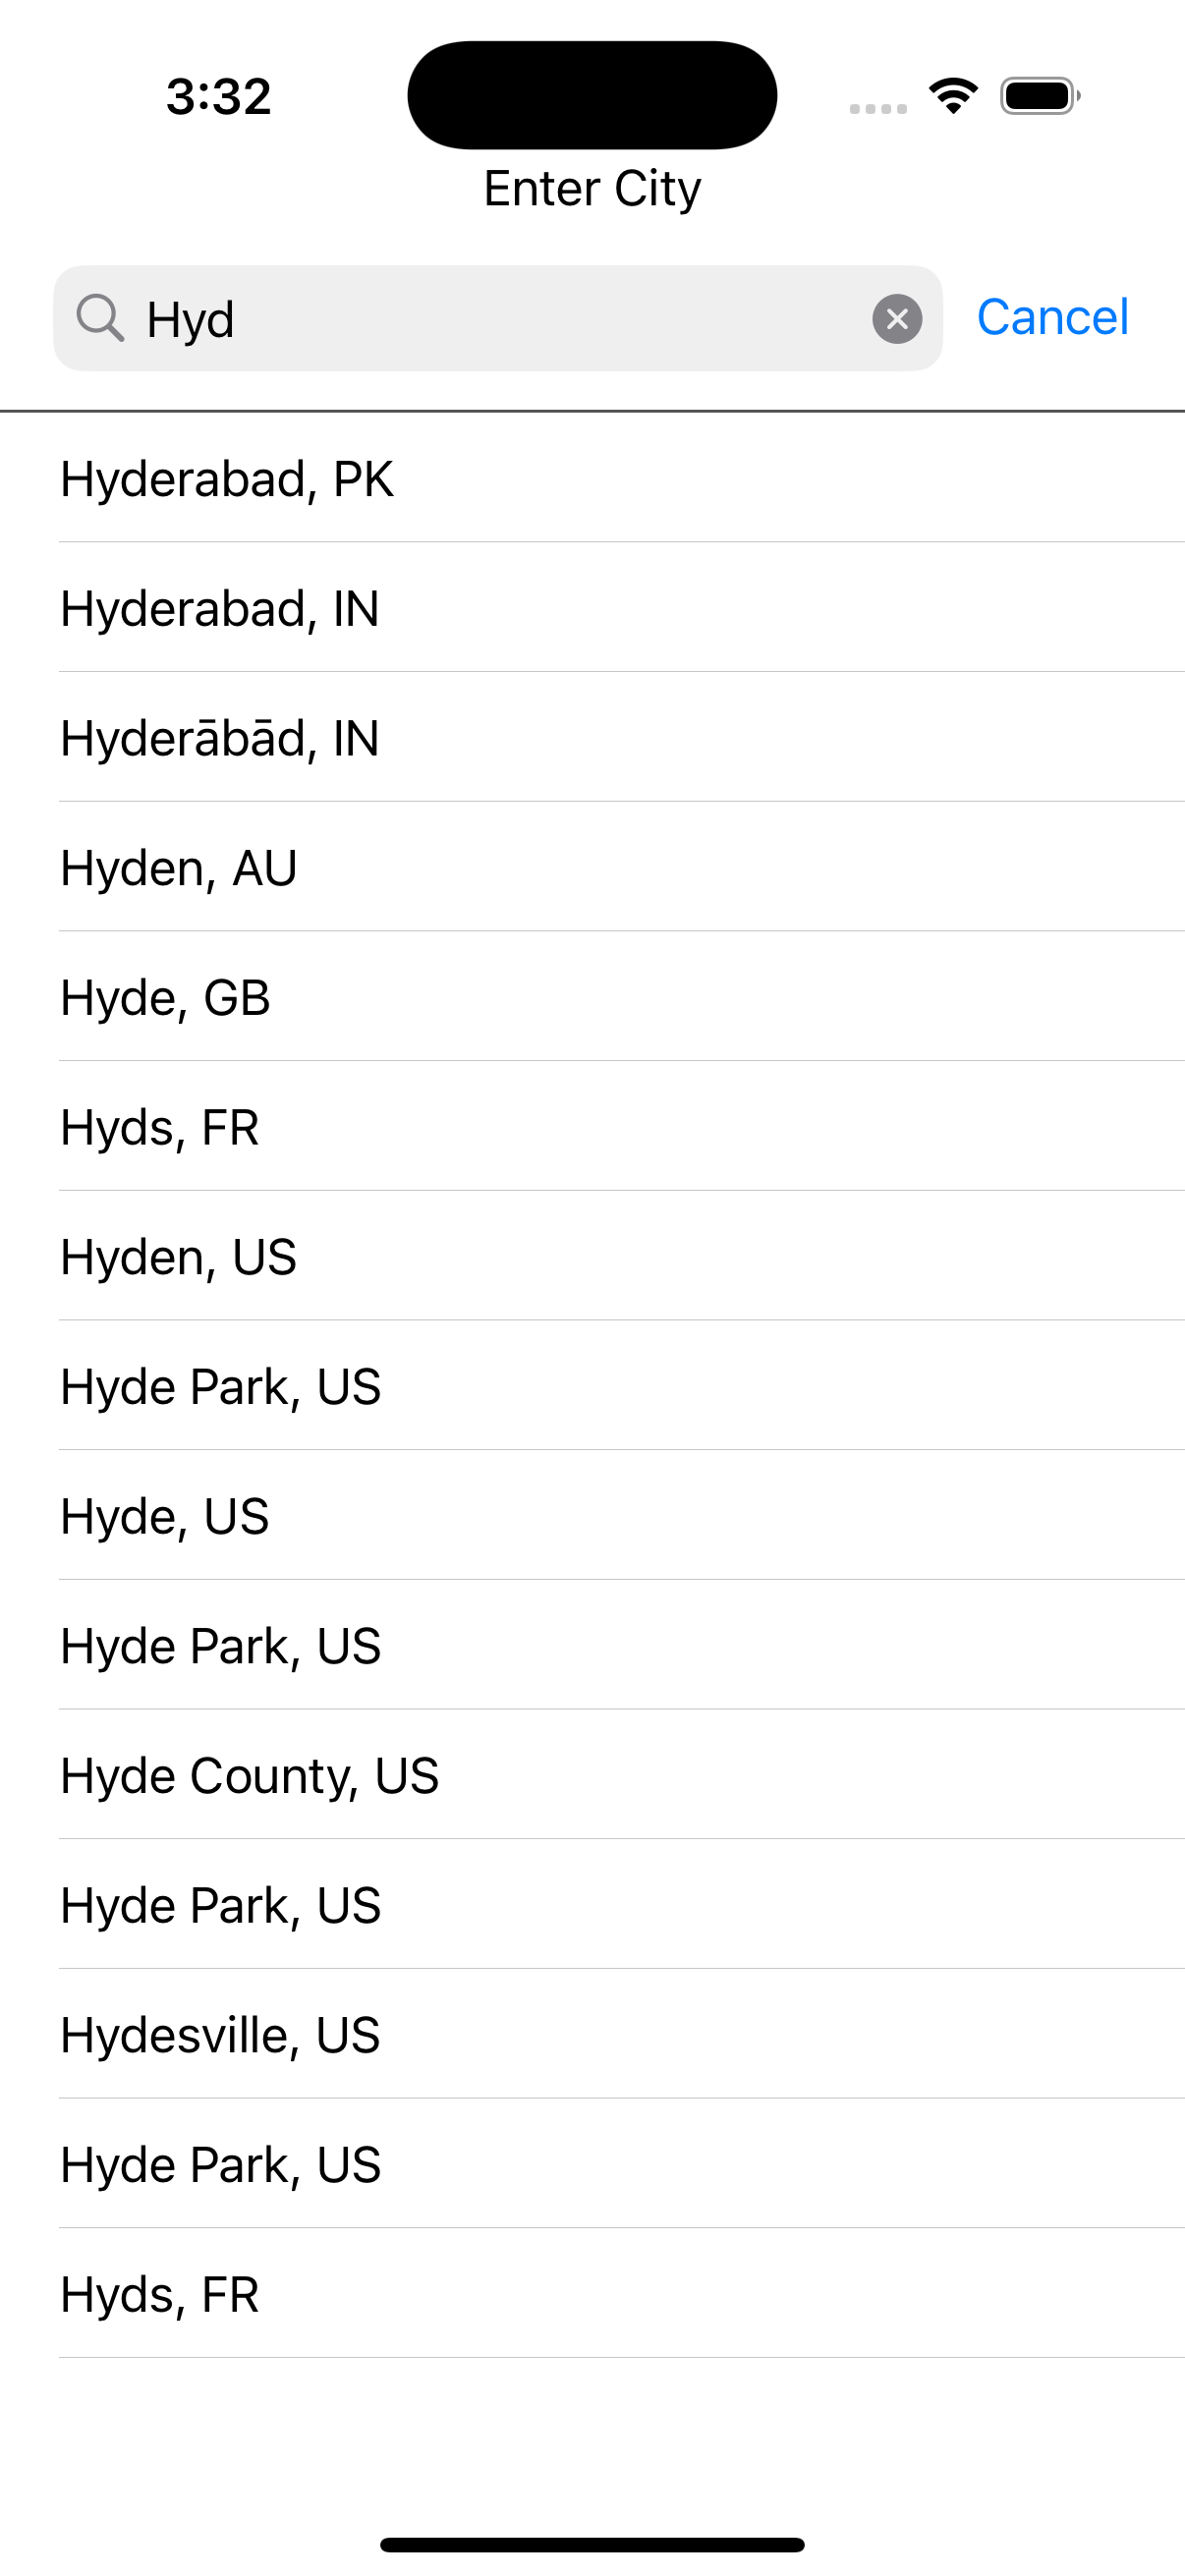 3:32
Enter City
Hyd
Cancel
Hyderabad, PK
Hyderabad, IN
Hyderābād, IN
Hyden, AU
Hyde, GB
Hyds, FR
Hyden, US
Hyde Park, US
Hyde, US
Hyde Park, US
Hyde County, US
Hyde Park, US
Hydesville, US
Hyde Park, US
Hyds, FR